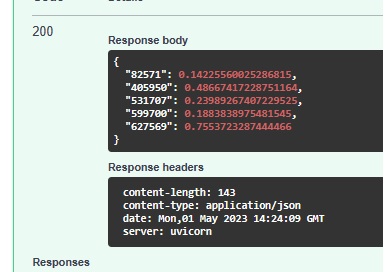 200
Response body
{
"82571": 0.14225560025286815,
"405950": 0.48667417228751164,
"531707": 0.23989267407229525,
"599700": 0.1883838975481545,
"627569": 0.7553723287444466
}
Response headers
content-length: 143
content-type: application/json
date: Mon,01 May 2023 14:24:09 GMT
server: uvicorn
Responses